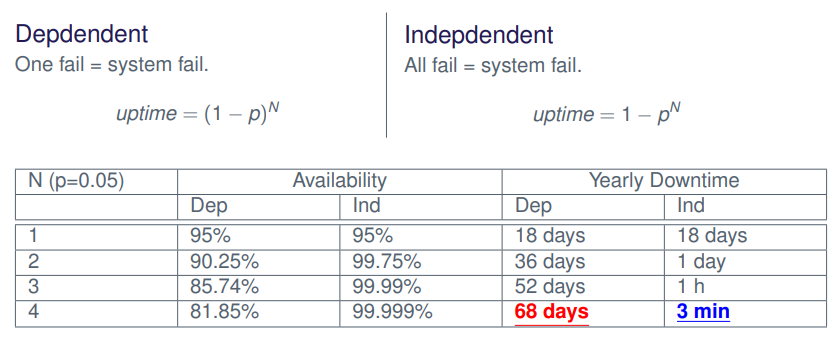 Depdendent
One fail = system fail.
uptime = (1 − p)^N
Indepdendent
All fail = system fail.
uptime = 1 − p^N
N (p=0.05) Availability Yearly Downtime
Dep Ind Dep Ind
1 95% 95% 18 days 18 days
2 90.25% 99.75% 36 days 1 day
3 85.74% 99.99% 52 days 1 h
4 81.85% 99.999% 68 days 3 min